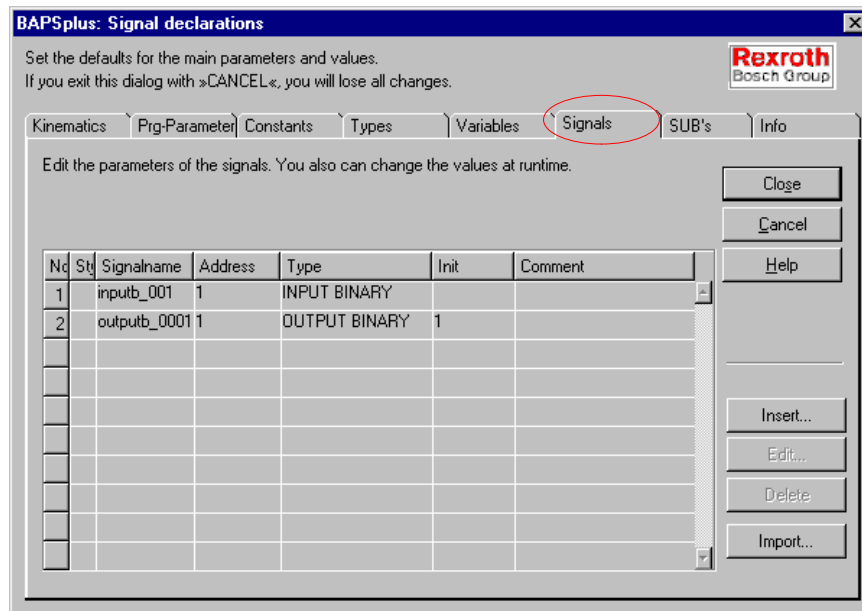 BAPSplus: Signal declarations
Set the defaults for the main parameters and values.
If you exit this dialog with »CANCEL«, you will lose all changes.
Rexroth
Bosch Group
Kinematics Prg-Parameter Constants Types Variables Signals SUB's Info
Edit the parameters of the signals. You also can change the values at runtime.
Close
Cancel
Help
No Sty Signalname Address Type Init Comment
1 inputb_001 1 INPUT BINARY
2 outputb_0001 1 OUTPUT BINARY 1
Insert...
Edit...
Delete
Import...